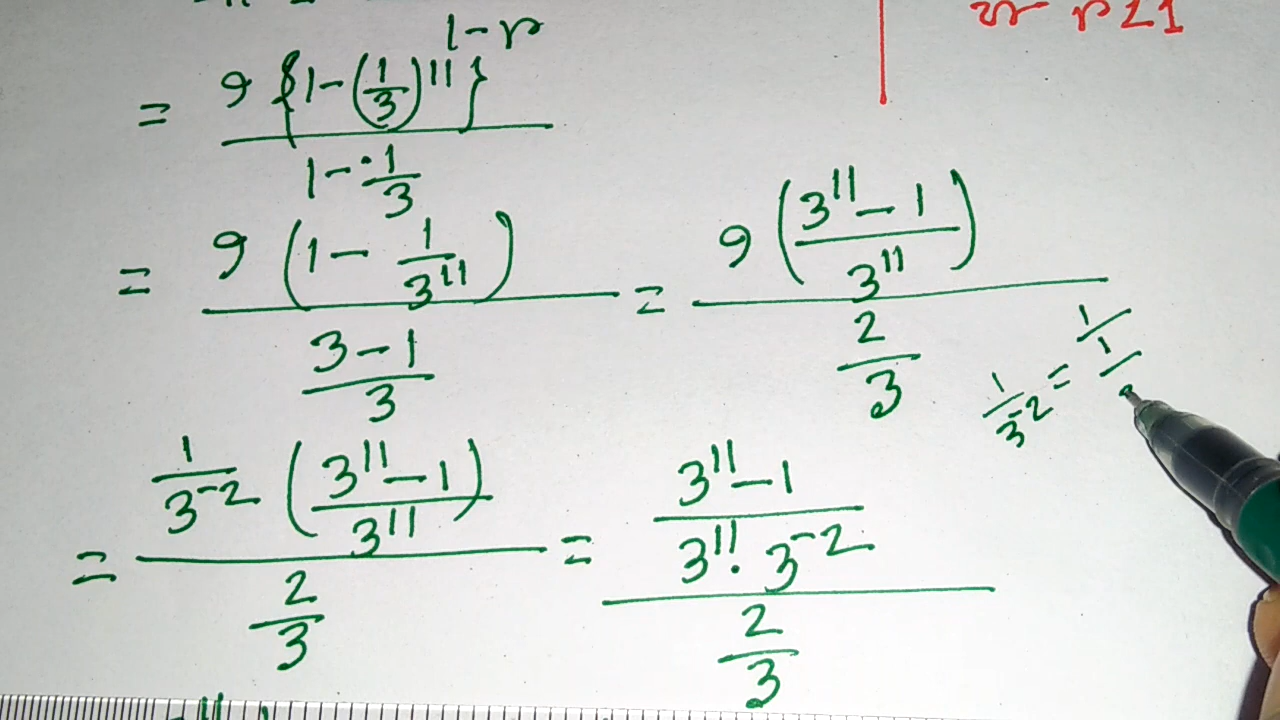 1-r
= 9 {1-(1/3)^11} / (1-1/3)
= 9 (1 - 1/3^11) / ((3-1)/3) = 9 ((3^11 - 1)/3^11) / (2/3)
1/3^-2 = 1/(1/
= 1/3^-2 ((3^11 - 1)/3^11) / (2/3) = ((3^11 - 1)/(3^11 . 3^-2)) / (2/3)